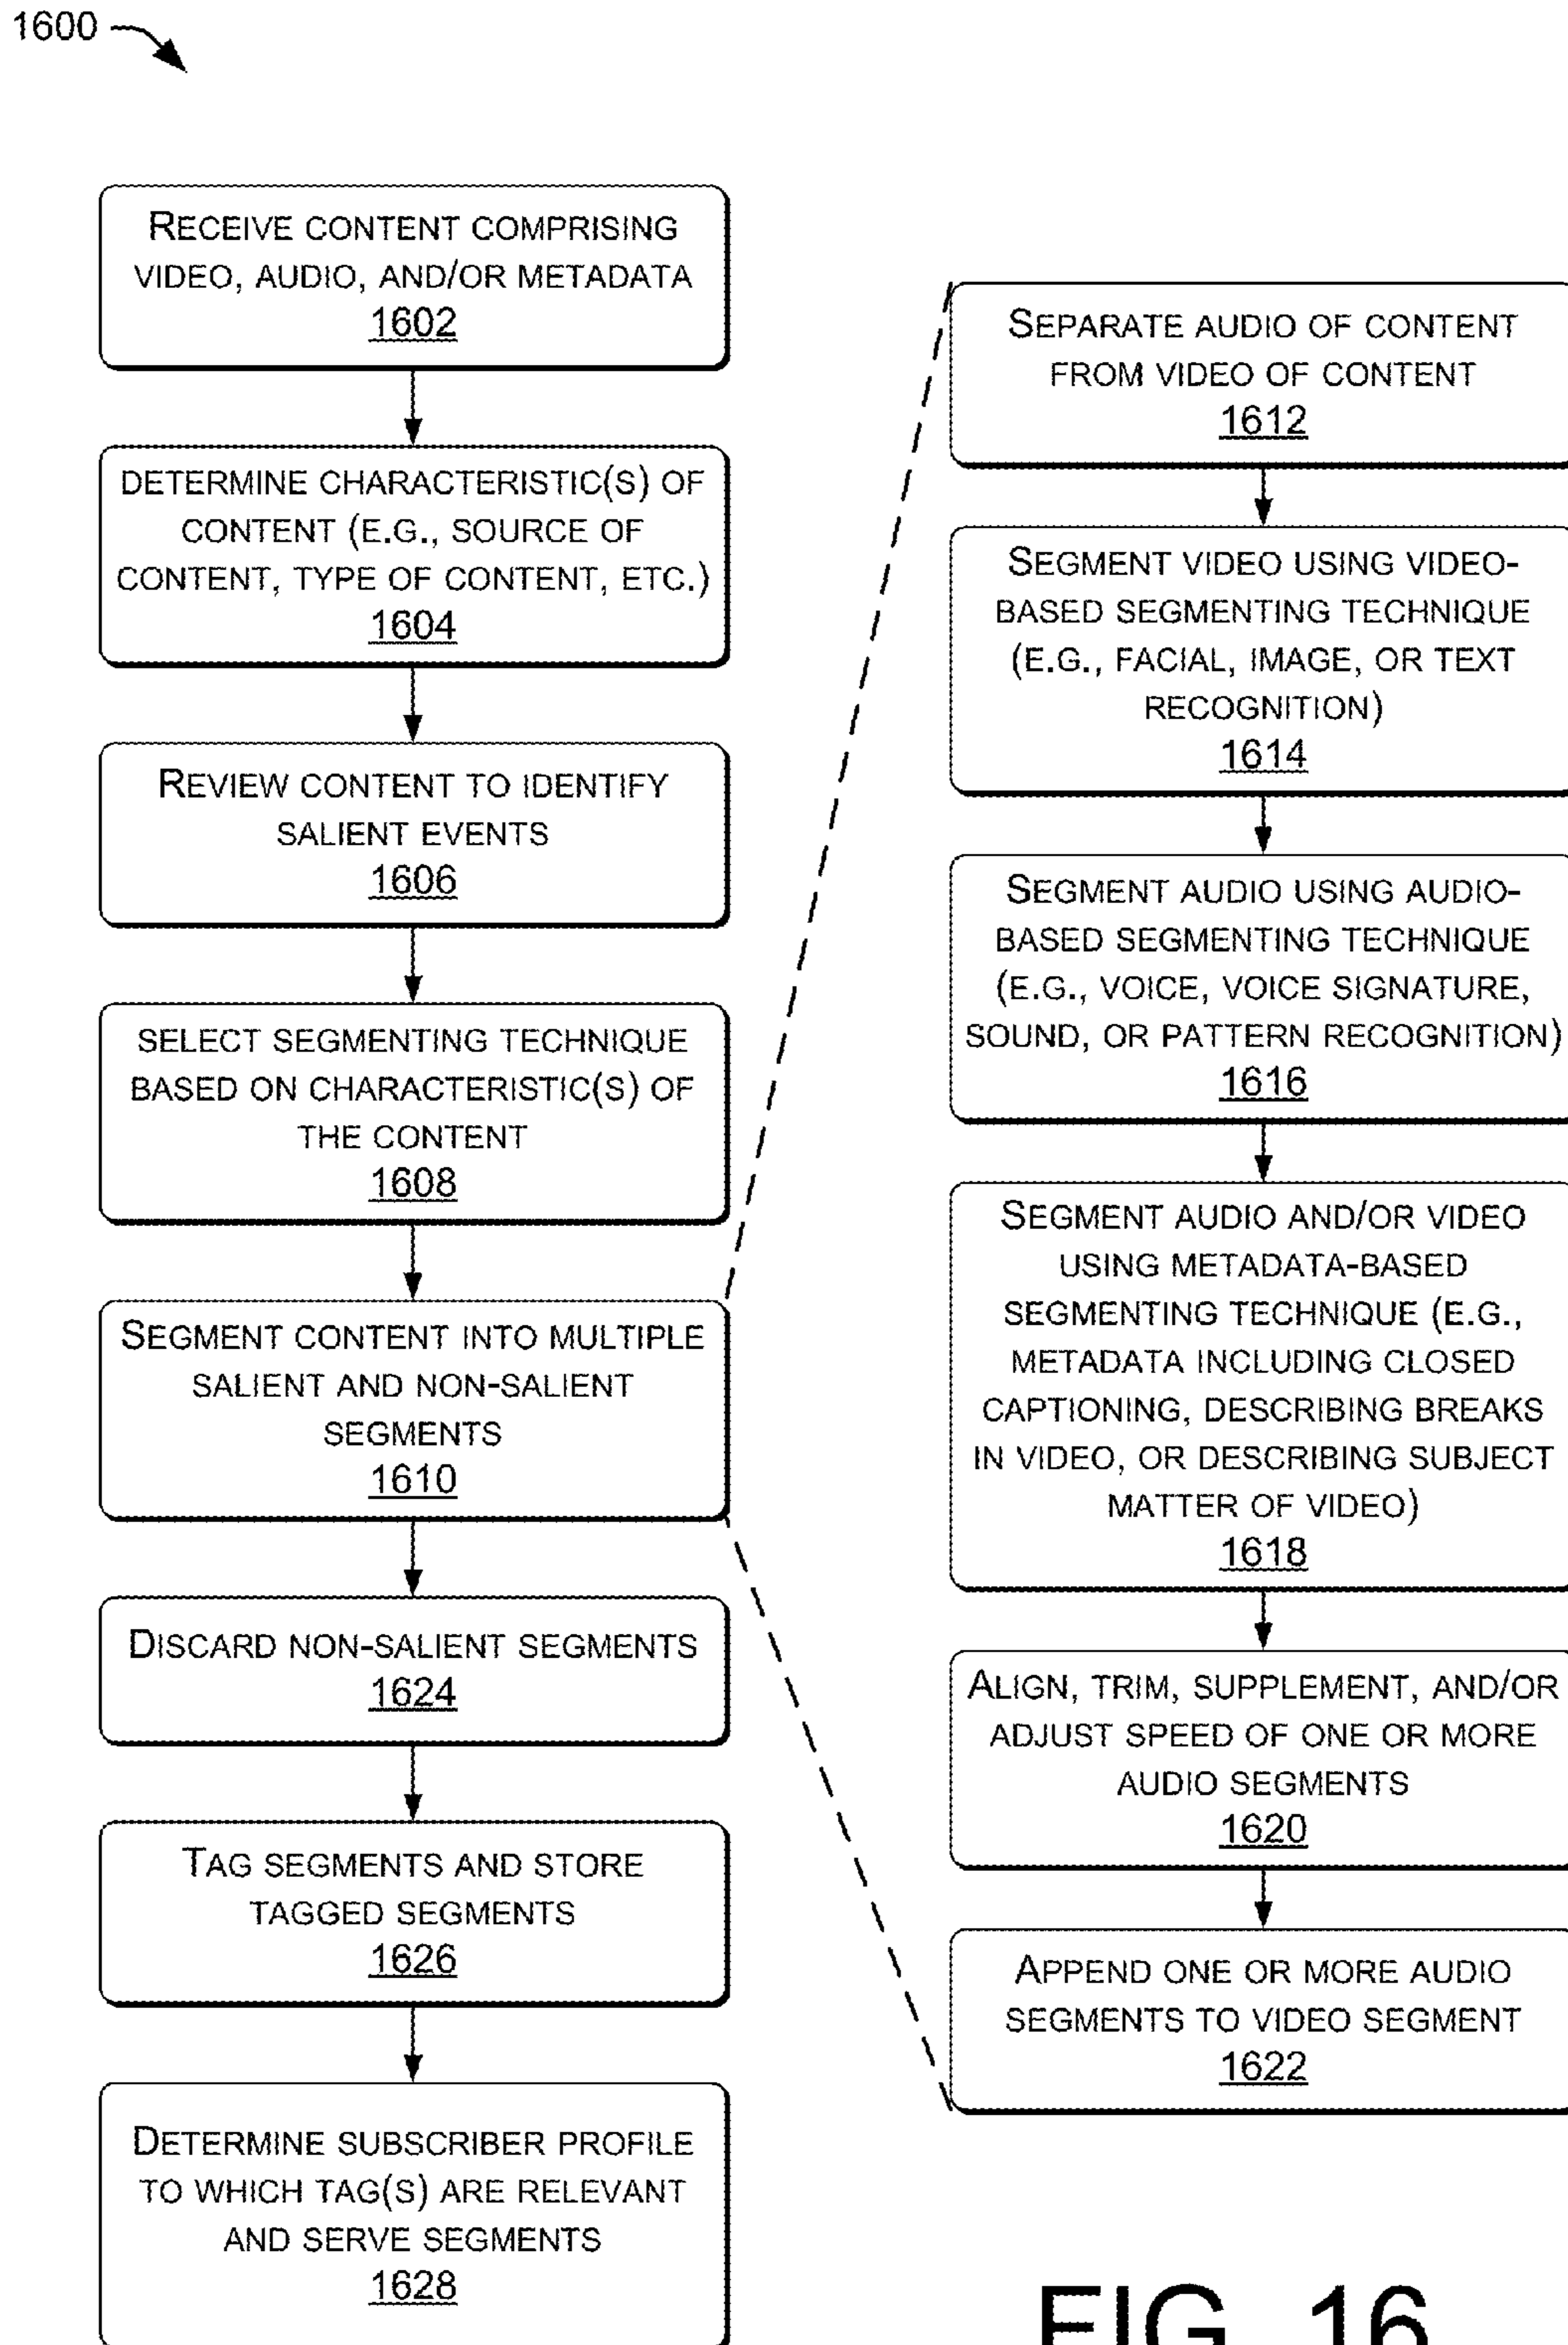 1600
RECEIVE CONTENT COMPRISING
VIDEO, AUDIO, AND/OR METADATA
1602
DETERMINE CHARACTERISTIC(S) OF
CONTENT (E.G., SOURCE OF
CONTENT, TYPE OF CONTENT, ETC.)
1604
REVIEW CONTENT TO IDENTIFY
SALIENT EVENTS
1606
SELECT SEGMENTING TECHNIQUE
BASED ON CHARACTERISTIC(S) OF
THE CONTENT
1608
SEGMENT CONTENT INTO MULTIPLE
SALIENT AND NON-SALIENT
SEGMENTS
1610
DISCARD NON-SALIENT SEGMENTS
1624
TAG SEGMENTS AND STORE
TAGGED SEGMENTS
1626
DETERMINE SUBSCRIBER PROFILE
TO WHICH TAG(S) ARE RELEVANT
AND SERVE SEGMENTS
1628
SEPARATE AUDIO OF CONTENT
FROM VIDEO OF CONTENT
1612
SEGMENT VIDEO USING VIDEO-
BASED SEGMENTING TECHNIQUE
(E.G., FACIAL, IMAGE, OR TEXT
RECOGNITION)
1614
SEGMENT AUDIO USING AUDIO-
BASED SEGMENTING TECHNIQUE
(E.G., VOICE, VOICE SIGNATURE,
SOUND, OR PATTERN RECOGNITION)
1616
SEGMENT AUDIO AND/OR VIDEO
USING METADATA-BASED
SEGMENTING TECHNIQUE (E.G.,
METADATA INCLUDING CLOSED
CAPTIONING, DESCRIBING BREAKS
IN VIDEO, OR DESCRIBING SUBJECT
MATTER OF VIDEO)
1618
ALIGN, TRIM, SUPPLEMENT, AND/OR
ADJUST SPEED OF ONE OR MORE
AUDIO SEGMENTS
1620
APPEND ONE OR MORE AUDIO
SEGMENTS TO VIDEO SEGMENT
1622
FIG. 16